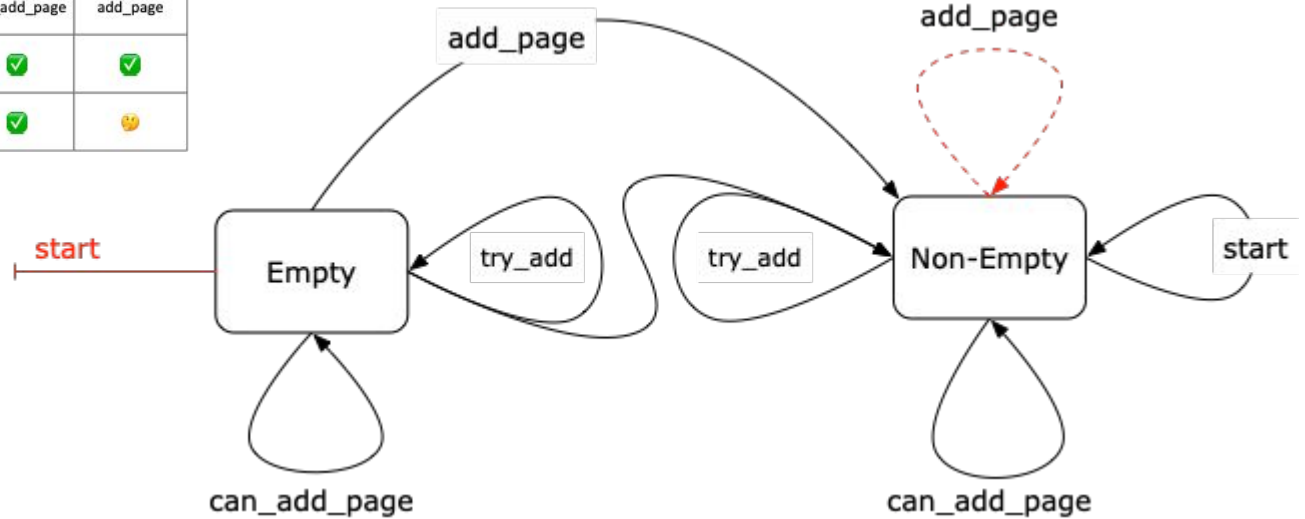 add_page
add_page
add_page
add_page
start
Empty
try_add
try_add
Non-Empty
start
can_add_page
can_add_page